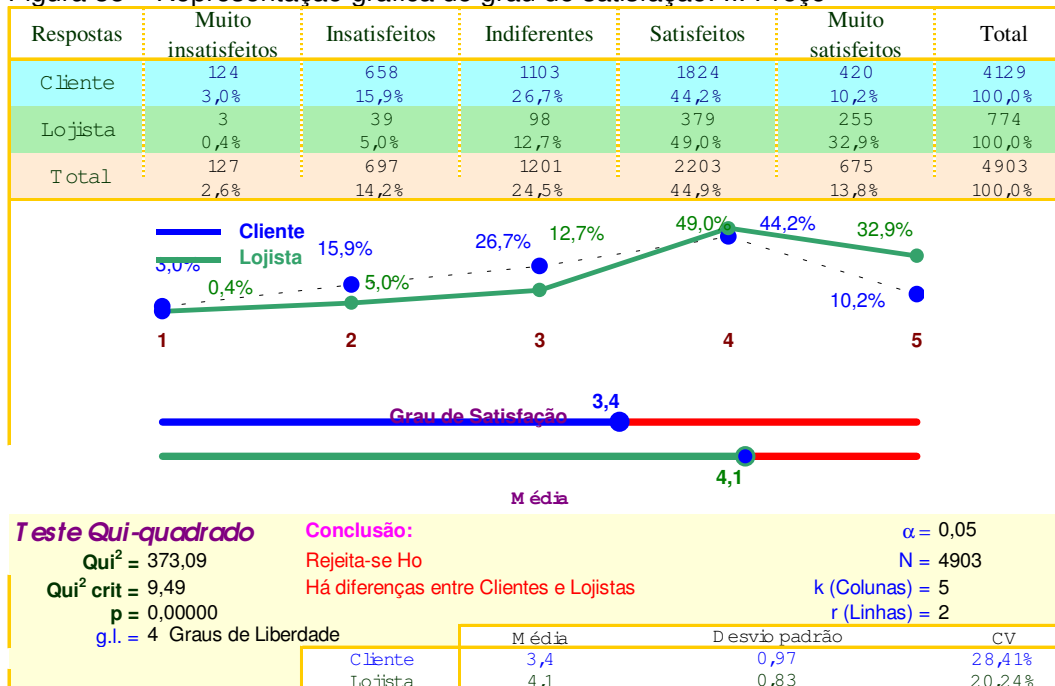 Respostas Muito insatisfeitos Insatisfeitos Indiferentes Satisfeitos Muito satisfeitos Total
Cliente 124 658 1103 1824 420 4129
3,0% 15,9% 26,7% 44,2% 10,2% 100,0%
Lojista 3 39 98 379 255 774
0,4% 5,0% 12,7% 49,0% 32,9% 100,0%
Total 127 697 1201 2203 675 4903
2,6% 14,2% 24,5% 44,9% 13,8% 100,0%
Cliente
Lojista
3,0% 15,9% 26,7% 44,2% 10,2%
0,4% 5,0% 12,7% 49,0% 32,9%
1 2 3 4 5
3,4
Grau de Satisfação
4,1
Média
Teste Qui-quadrado Conclusão: α = 0,05
Qui² = 373,09 Rejeita-se Ho N = 4903
Qui² crit = 9,49 Há diferenças entre Clientes e Lojistas k (Colunas) = 5
p = 0,00000 r (Linhas) = 2
g.l. = 4 Graus de Liberdade
Média Desvio padrão CV
Cliente 3,4 0,97 28,41%
Lojista 4,1 0,83 20,24%